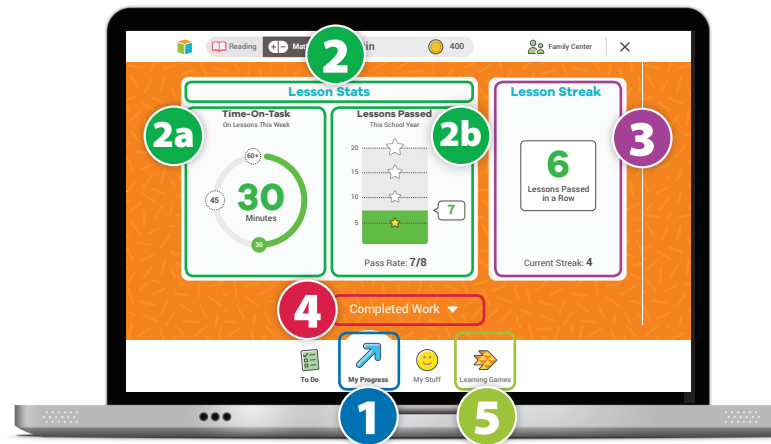 Reading
Mat
in
400
Family Center
2
Lesson Stats
Lesson Streak
2a
Time-On-Task
On Lessons This Week
60+
45
30
Minutes
30
Lessons Passed
This School Year
2b
20
15
10
5
7
Pass Rate: 7/8
3
6
Lessons Passed
in a Row
Current Streak: 4
4
Completed Work
To Do
My Progress
My Stuff
Learning Games
1
5